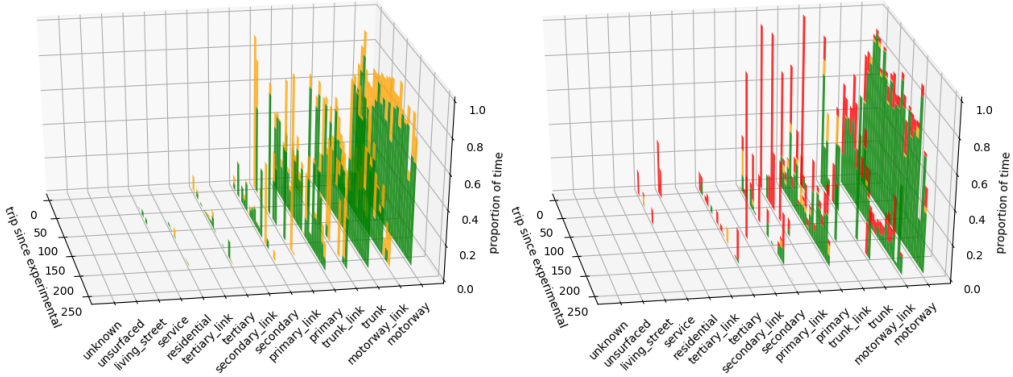 1.0
0.8
0.6
0.4
0.2
0.0
proportion of time
0
50
100
150
200
250
trip since experimental
unknown
unsurfaced
living_street
service
residential
tertiary_link
tertiary
secondary_link
secondary
primary_link
primary
trunk_link
trunk
motorway_link
motorway
1.0
0.8
0.6
0.4
0.2
0.0
proportion of time
0
50
100
150
200
250
trip since experimental
unknown
unsurfaced
living_street
service
residential
tertiary_link
tertiary
secondary_link
secondary
primary_link
primary
trunk_link
trunk
motorway_link
motorway